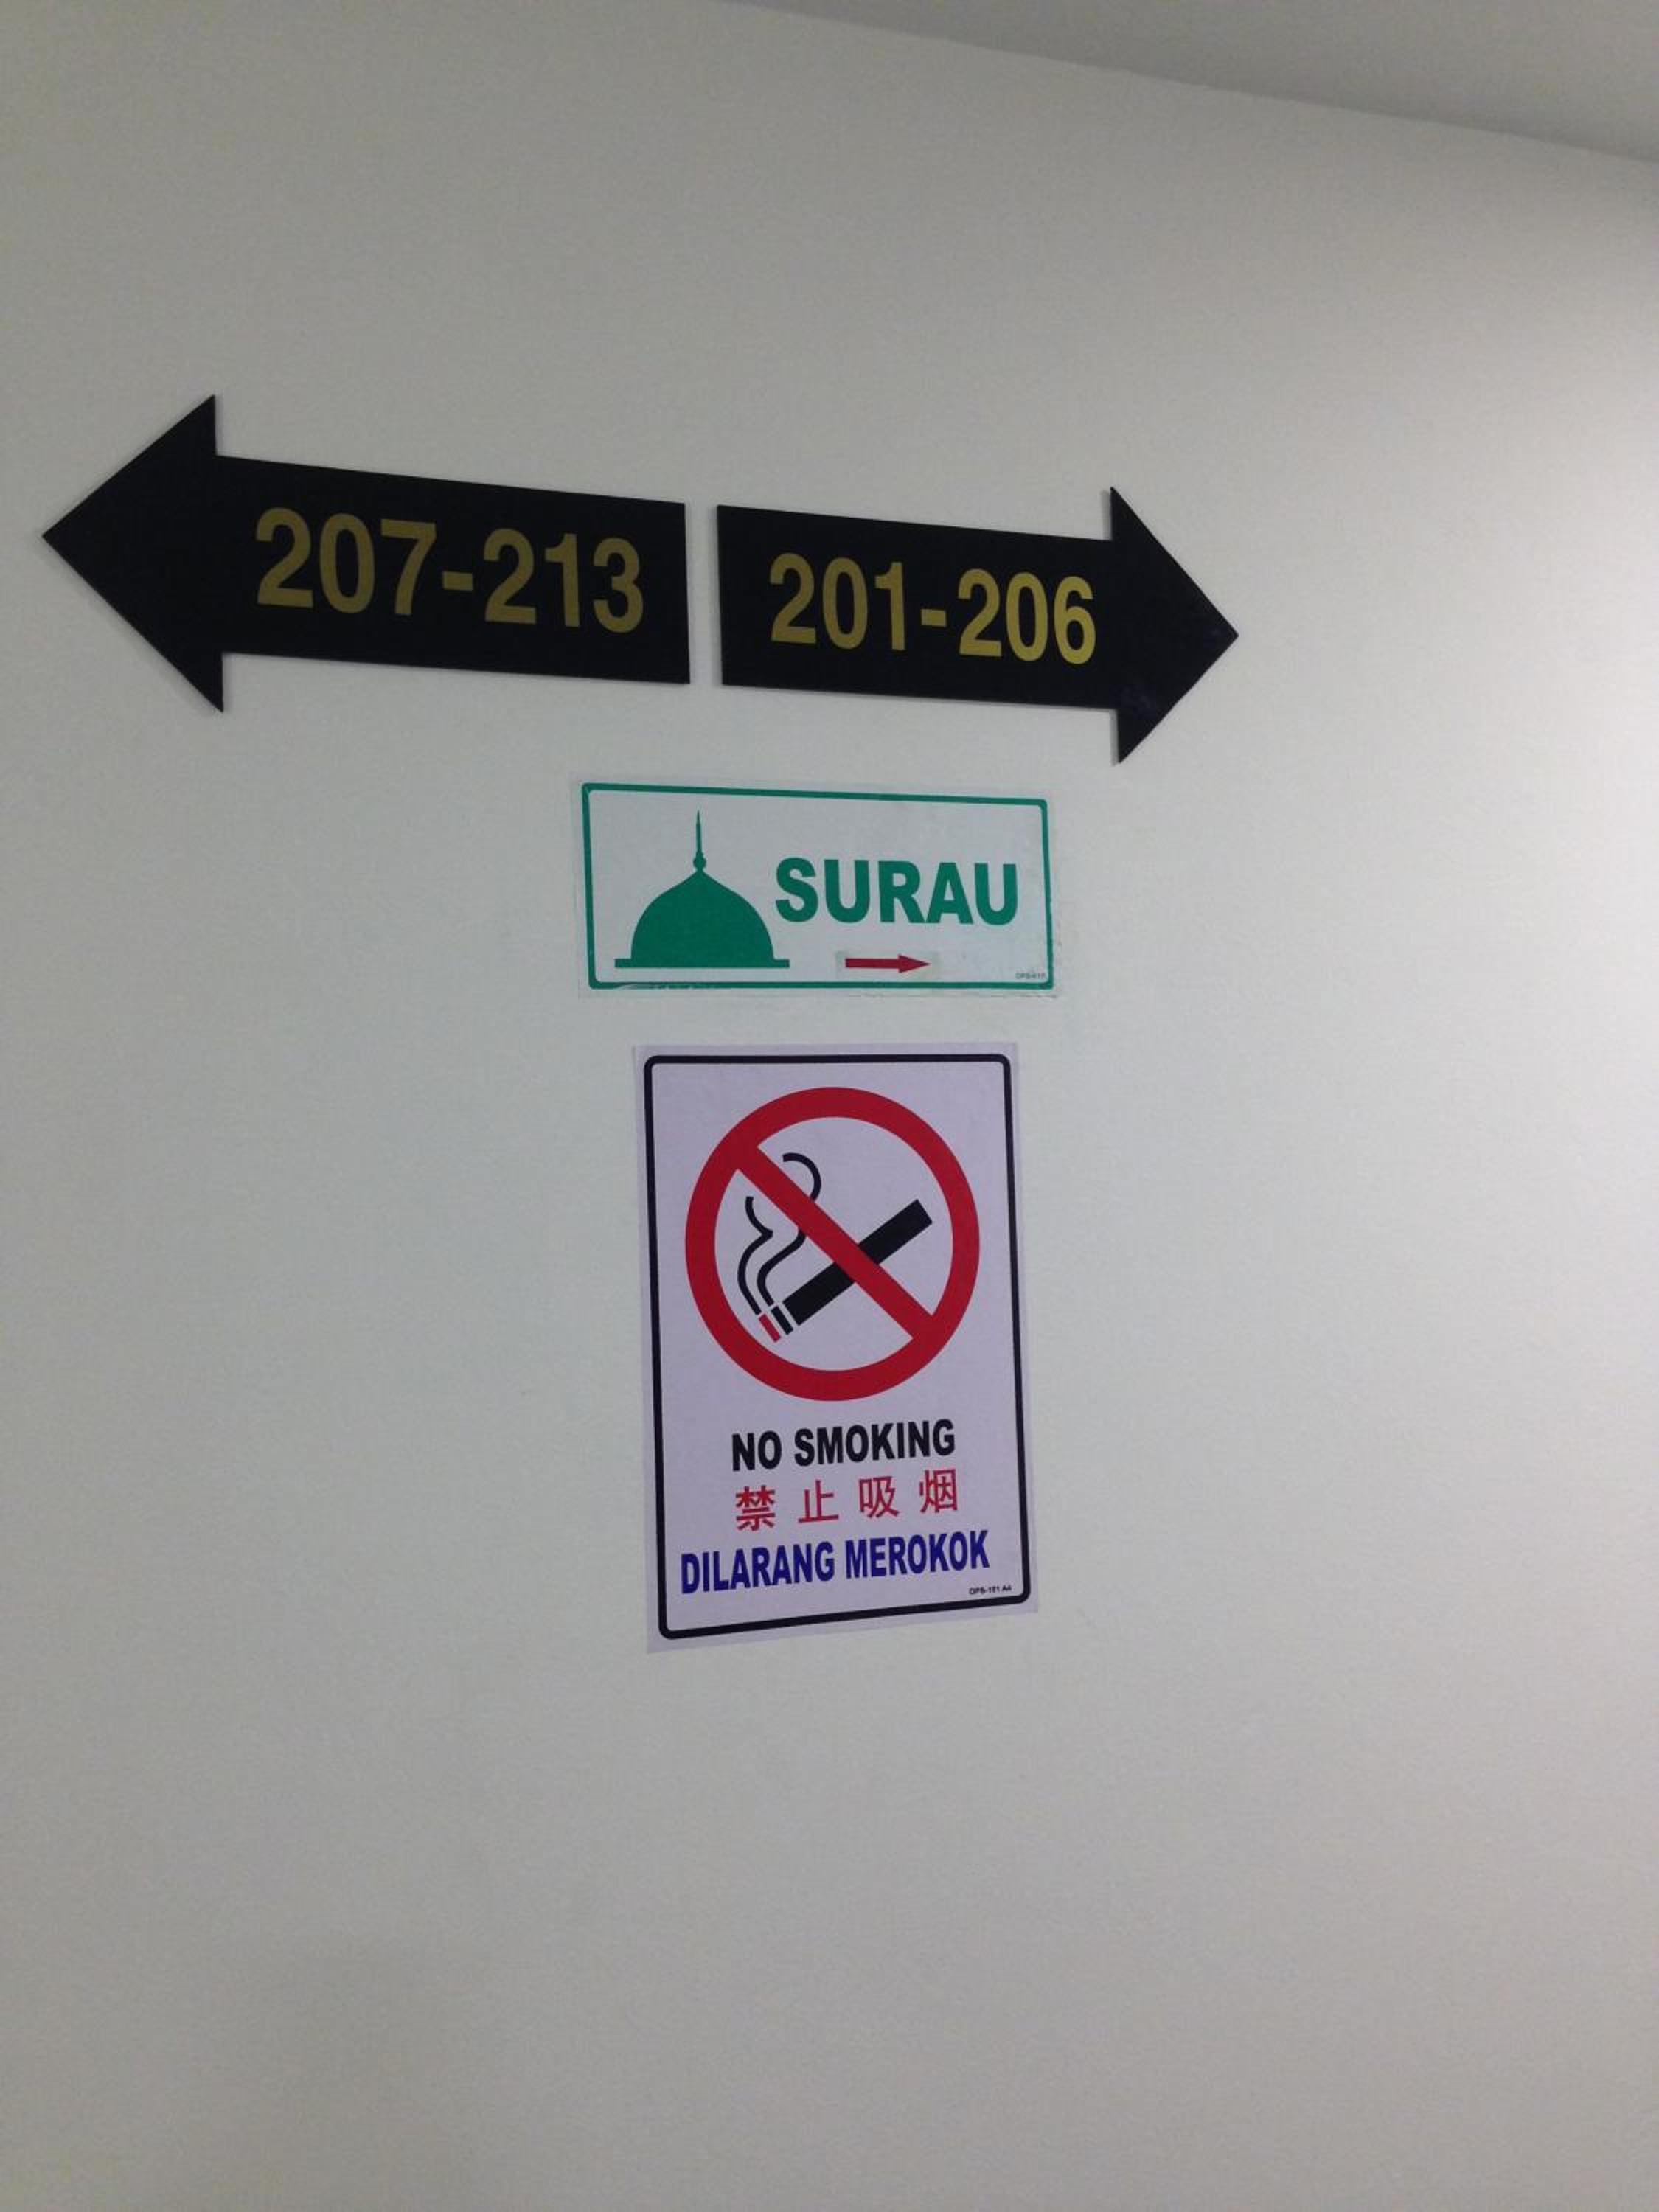 207-213
201-206
SURAU
NO SMOKING
禁止吸烟
DILARANG MEROKOK